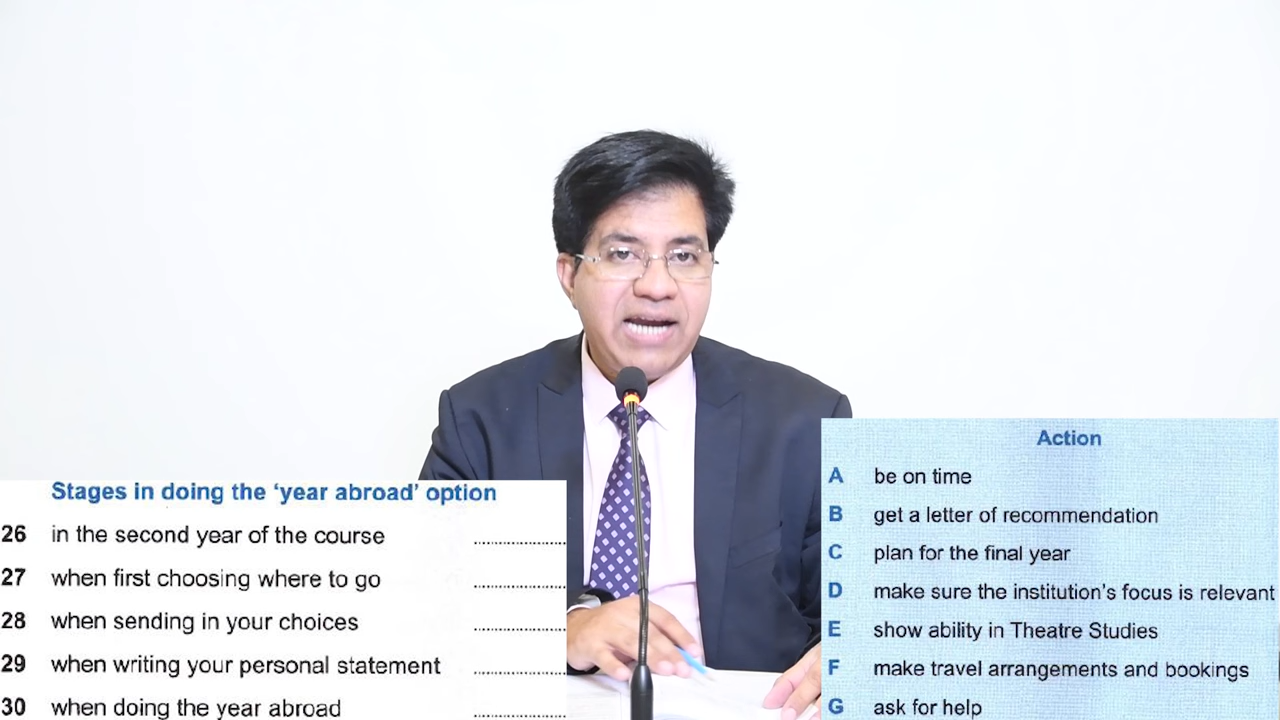 Stages in doing the ‘year abroad’ option
26 in the second year of the course ....................
27 when first choosing where to go ....................
28 when sending in your choices ....................
29 when writing your personal statement ....................
30 when doing the year abroad ....................
Action
A be on time
B get a letter of recommendation
C plan for the final year
D make sure the institution's focus is relevant
E show ability in Theatre Studies
F make travel arrangements and bookings
G ask for help